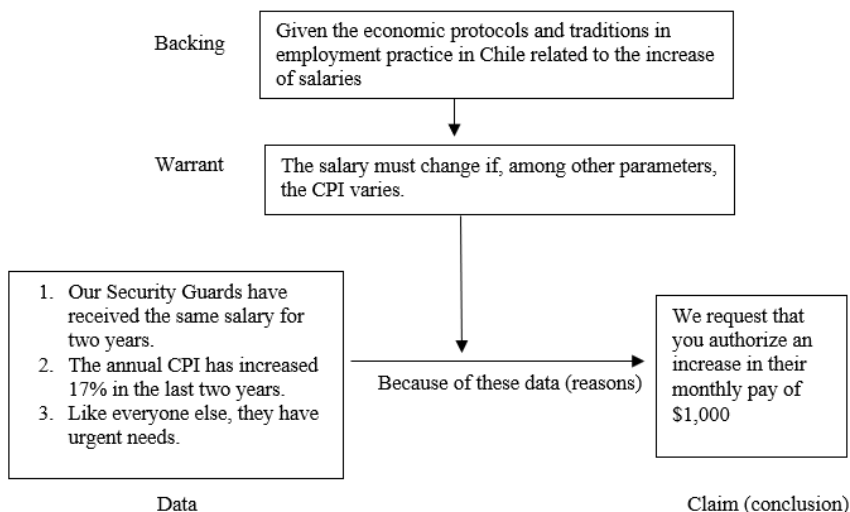 Backing
Given the economic protocols and traditions in
employment practice in Chile related to the increase
of salaries
Warrant
The salary must change if, among other parameters,
the CPI varies.
1. Our Security Guards have
received the same salary for
two years.
2. The annual CPI has increased
17% in the last two years.
3. Like everyone else, they have
urgent needs.
Because of these data (reasons)
We request that
you authorize an
increase in their
monthly pay of
$1,000
Data
Claim (conclusion)